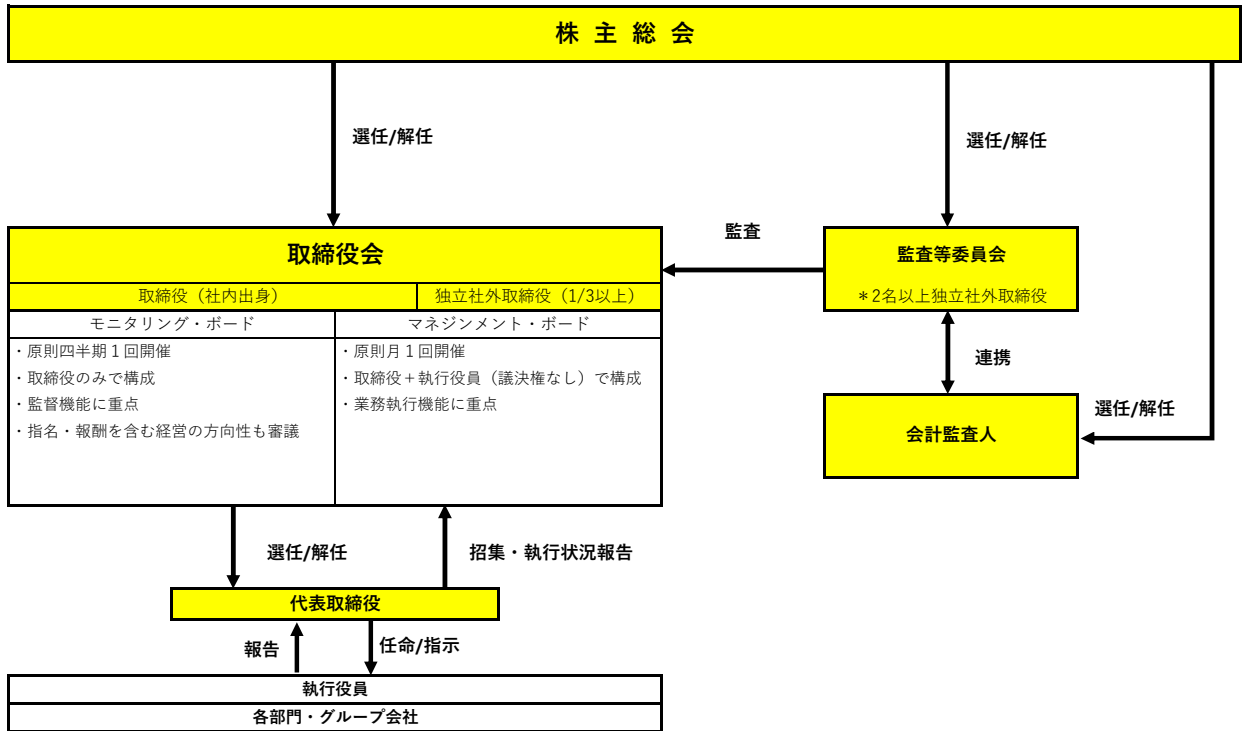 株 主 総 会
選任/解任
選任/解任
監査
取締役会
取締役（社内出身）
独立社外取締役（1/3以上）
モニタリング・ボード
マネジンメント・ボード
・原則四半期１回開催
・取締役のみで構成
・監督機能に重点
・指名・報酬を含む経営の方向性も審議
・原則月１回開催
・取締役＋執行役員（議決権なし）で構成
・業務執行機能に重点
監査等委員会
＊2名以上独立社外取締役
連携
選任/解任
会計監査人
選任/解任
招集・執行状況報告
代表取締役
報告
任命/指示
執行役員
各部門・グループ会社